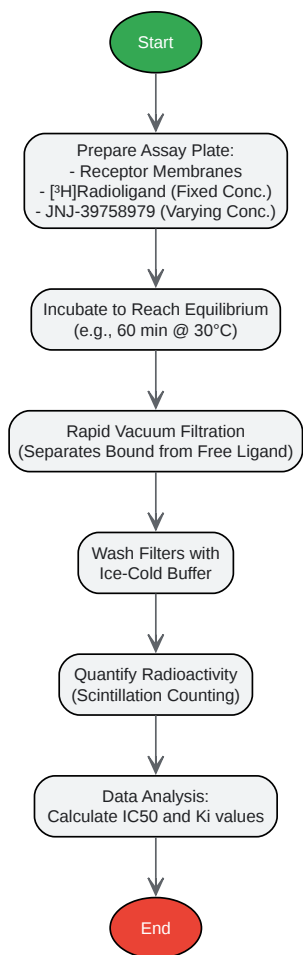 Start
Prepare Assay Plate:
- Receptor Membranes
- [³H]Radioligand (Fixed Conc.)
- JNJ-39758979 (Varying Conc.)
Incubate to Reach Equilibrium
(e.g., 60 min @ 30°C)
Rapid Vacuum Filtration
(Separates Bound from Free Ligand)
Wash Filters with
Ice-Cold Buffer
Quantify Radioactivity
(Scintillation Counting)
Data Analysis:
Calculate IC50 and Ki values
End